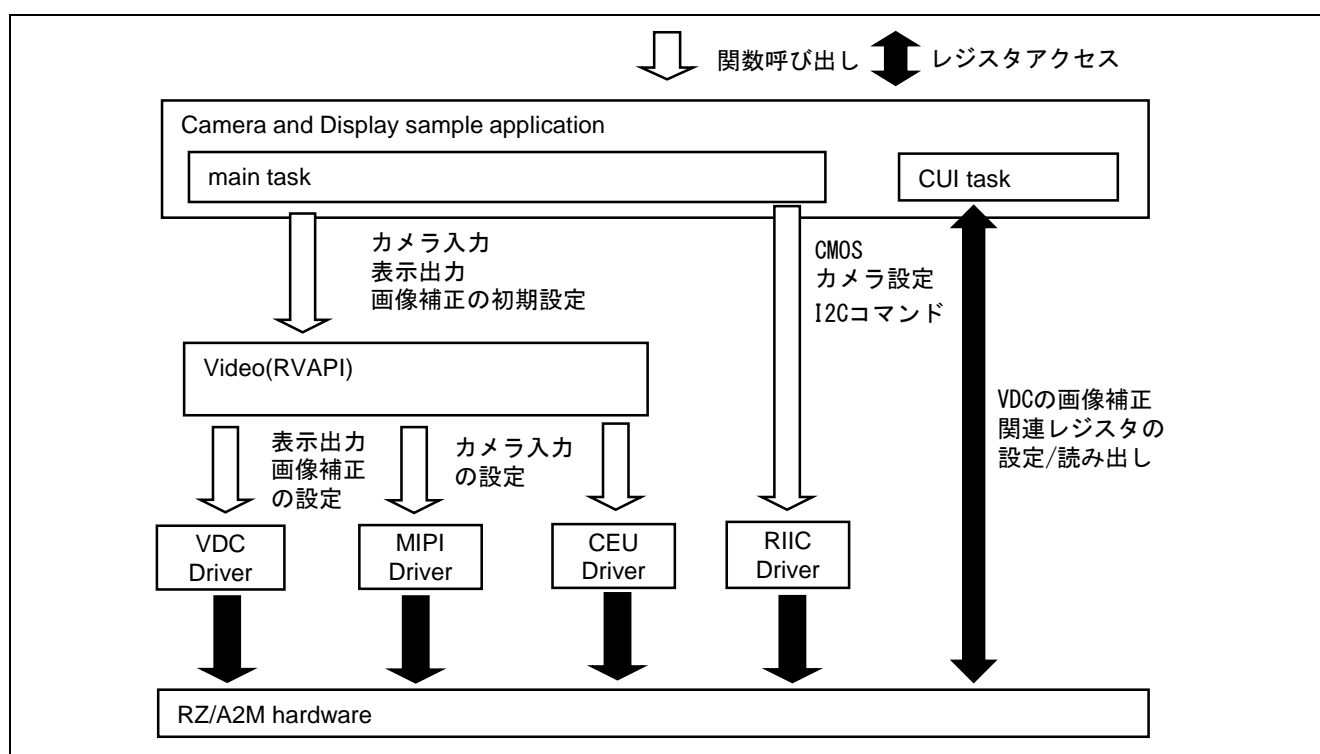 関数呼び出し
レジスタアクセス
Camera and Display sample application
main task
CUI task
カメラ入力
表示出力
画像補正の初期設定
CMOS
カメラ設定
I2Cコマンド
Video(RVAPI)
VDCの画像補正
関連レジスタの
設定/読み出し
表示出力
画像補正
の設定
カメラ入力
の設定
VDC
Driver
MIPI
Driver
CEU
Driver
RIIC
Driver
RZ/A2M hardware